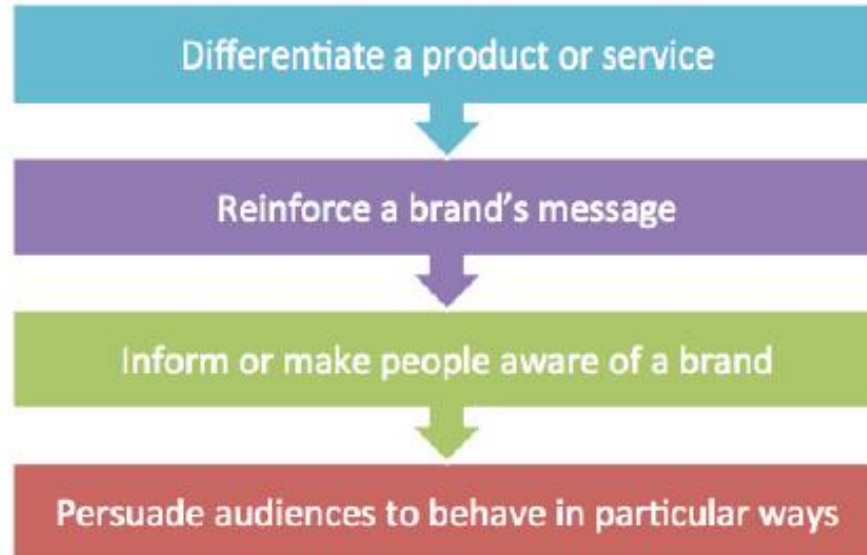 Differentiate a product or service
Reinforce a brand’s message
Inform or make people aware of a brand
Persuade audiences to behave in particular ways